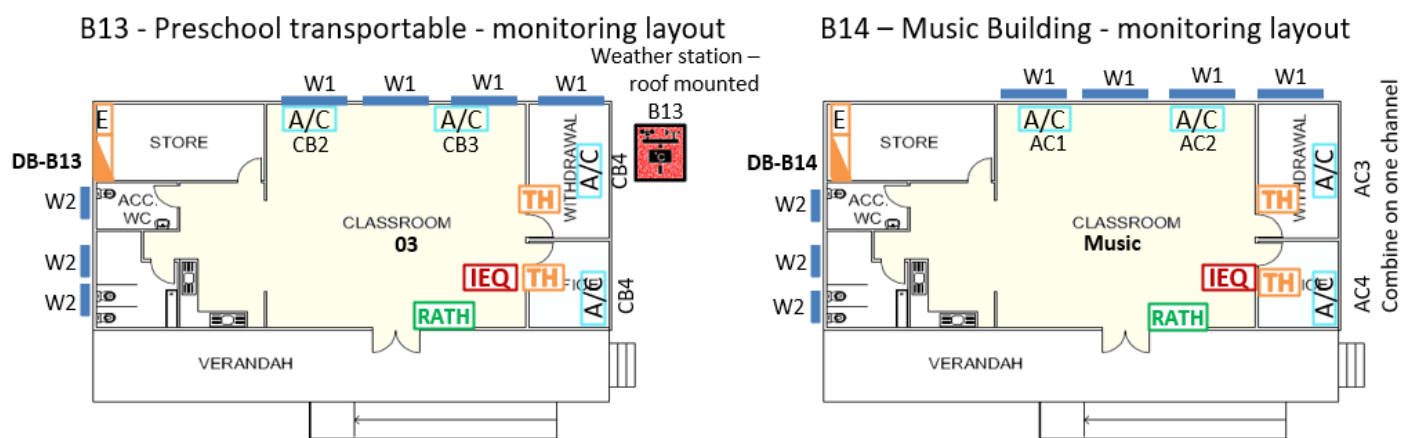 B13 - Preschool transportable - monitoring layout
Weather station –
roof mounted
B13
W1 W1 W1 W1
E
STORE
A/C
CB2
A/C
CB3
WITHDRAWAL
A/C
CB4
DB-B13
W2
ACC.
WC
TH
CLASSROOM
03
W2
IEQ
TH
A/C
CB4
W2
RATH
VERANDAH
°C
B14 – Music Building - monitoring layout
W1 W1 W1 W1
E
STORE
A/C
AC1
A/C
AC2
WITHDRAWAL
A/C
AC3
DB-B14
W2
ACC.
WC
TH
CLASSROOM
Music
W2
IEQ
TH
A/C
AC4
Combine on one channel
W2
RATH
VERANDAH